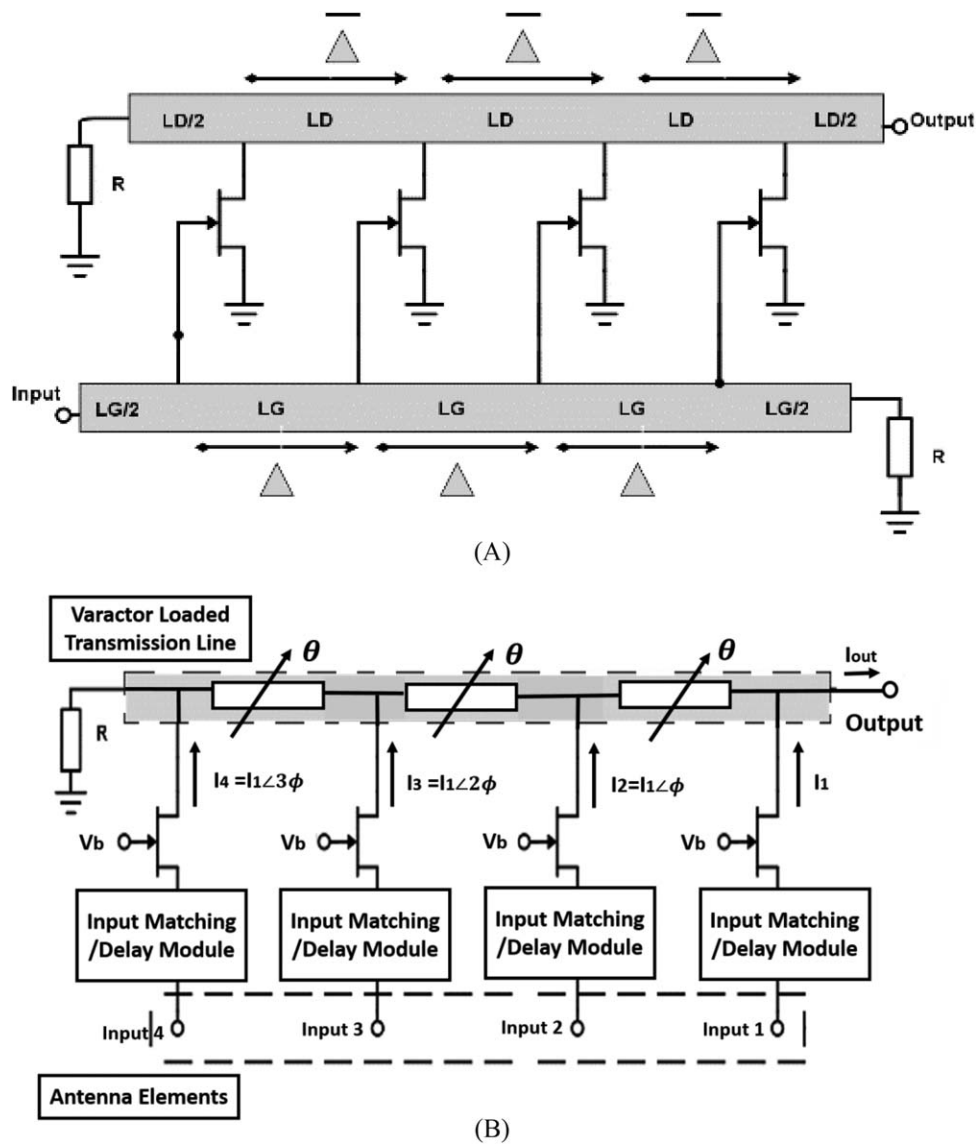 LD/2 LD LD LD LD/2 Output
R
Input LG/2 LG LG LG LG/2
R
(A)
Varactor Loaded
Transmission Line
θ θ θ Iout
Output
R
I4 =I1∠3ϕ I3 =I1∠2ϕ I2=I1∠ϕ I1
Vb Vb Vb Vb
Input Matching
/Delay Module
Input Matching
/Delay Module
Input Matching
/Delay Module
Input Matching
/Delay Module
Input 4 Input 3 Input 2 Input 1
Antenna Elements
(B)